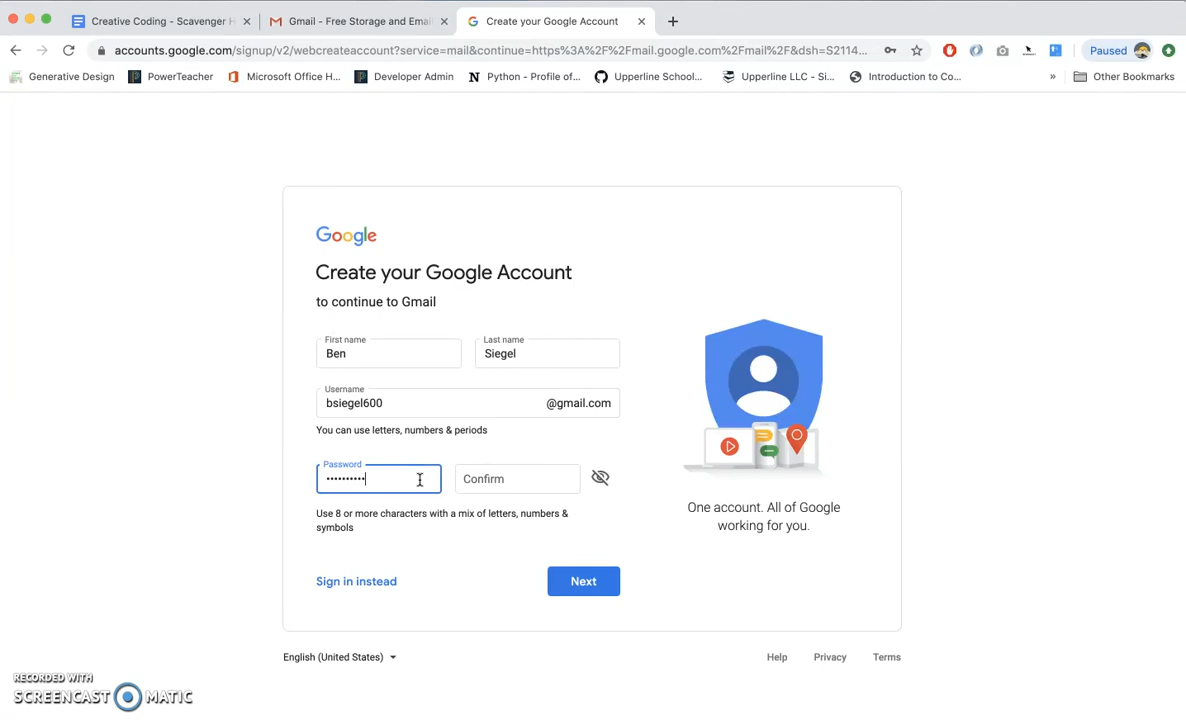 Creative Coding - Scavenger H
Gmail - Free Storage and Emai
Create your Google Account
accounts.google.com/signup/v2/webcreateaccount?service=mail&continue=https%3A%2F%2Fmail.google.com%2Fmail%2F&dsh=S2114...
Paused
Generative Design
PowerTeacher
Microsoft Office H...
Developer Admin
Python - Profile of...
Upperline School...
Upperline LLC - Si...
Introduction to Co...
»
Other Bookmarks
Google
Create your Google Account
to continue to Gmail
First name
Ben
Last name
Siegel
Username
bsiegel600
@gmail.com
You can use letters, numbers & periods
Password
••••••••••
Confirm
Use 8 or more characters with a mix of letters, numbers &
symbols
Sign in instead
Next
One account. All of Google
working for you.
English (United States)
Help
Privacy
Terms
RECORDED WITH
SCREENCAST MATIC